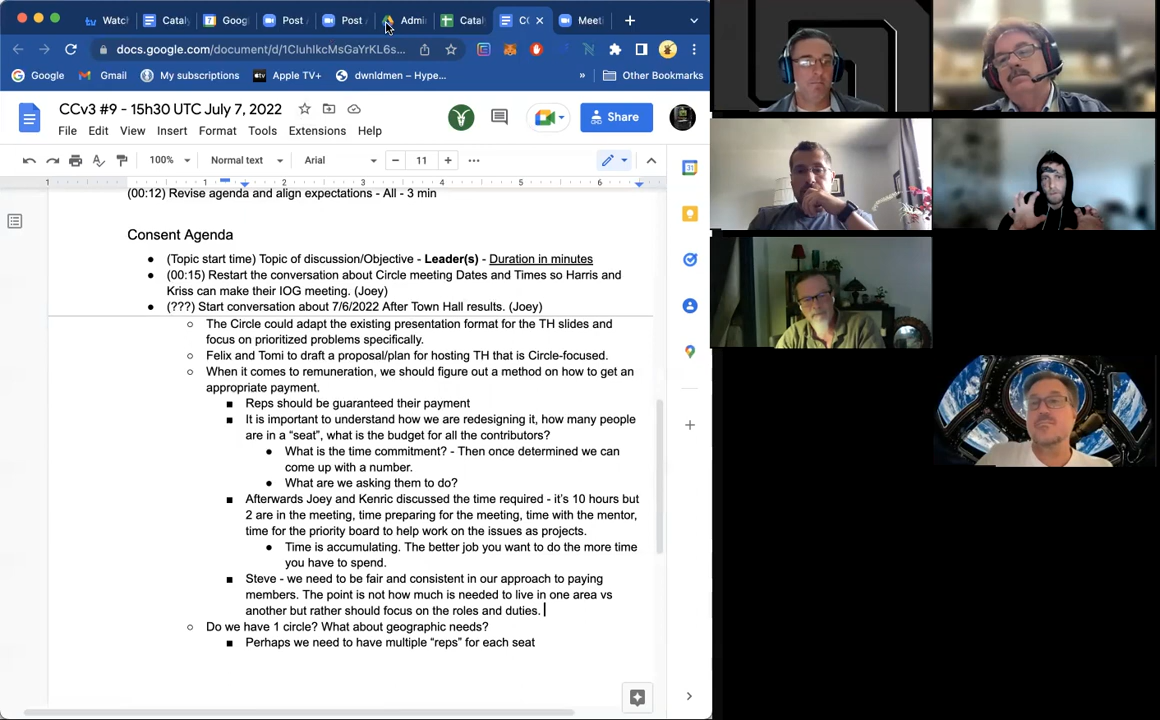 Watch
Cataly
Goog
Post
Post
Admi
Cataly
CC
Meeti
docs.google.com/document/d/1CluhIkcMsGaYrKL6s...
Google
Gmail
My subscriptions
Apple TV+
dwnldmen – Hype...
»
Other Bookmarks
CCv3 #9 - 15h30 UTC July 7, 2022
Share
File Edit View Insert Format Tools Extensions Help
100% Normal text Arial − 11 +
1 1 2 3 4 5 6
(00:12) Revise agenda and align expectations - All - 3 min
Consent Agenda
● (Topic start time) Topic of discussion/Objective - Leader(s) - Duration in minutes
● (00:15) Restart the conversation about Circle meeting Dates and Times so Harris and
Kriss can make their IOG meeting. (Joey)
● (???) Start conversation about 7/6/2022 After Town Hall results. (Joey)
○ The Circle could adapt the existing presentation format for the TH slides and
focus on prioritized problems specifically.
○ Felix and Tomi to draft a proposal/plan for hosting TH that is Circle-focused.
○ When it comes to remuneration, we should figure out a method on how to get an
appropriate payment.
■ Reps should be guaranteed their payment
■ It is important to understand how we are redesigning it, how many people
are in a “seat”, what is the budget for all the contributors?
● What is the time commitment? - Then once determined we can
come up with a number.
● What are we asking them to do?
■ Afterwards Joey and Kenric discussed the time required - it’s 10 hours but
2 are in the meeting, time preparing for the meeting, time with the mentor,
time for the priority board to help work on the issues as projects.
● Time is accumulating. The better job you want to do the more time
you have to spend.
■ Steve - we need to be fair and consistent in our approach to paying
members. The point is not how much is needed to live in one area vs
another but rather should focus on the roles and duties.
○ Do we have 1 circle? What about geographic needs?
■ Perhaps we need to have multiple “reps” for each seat